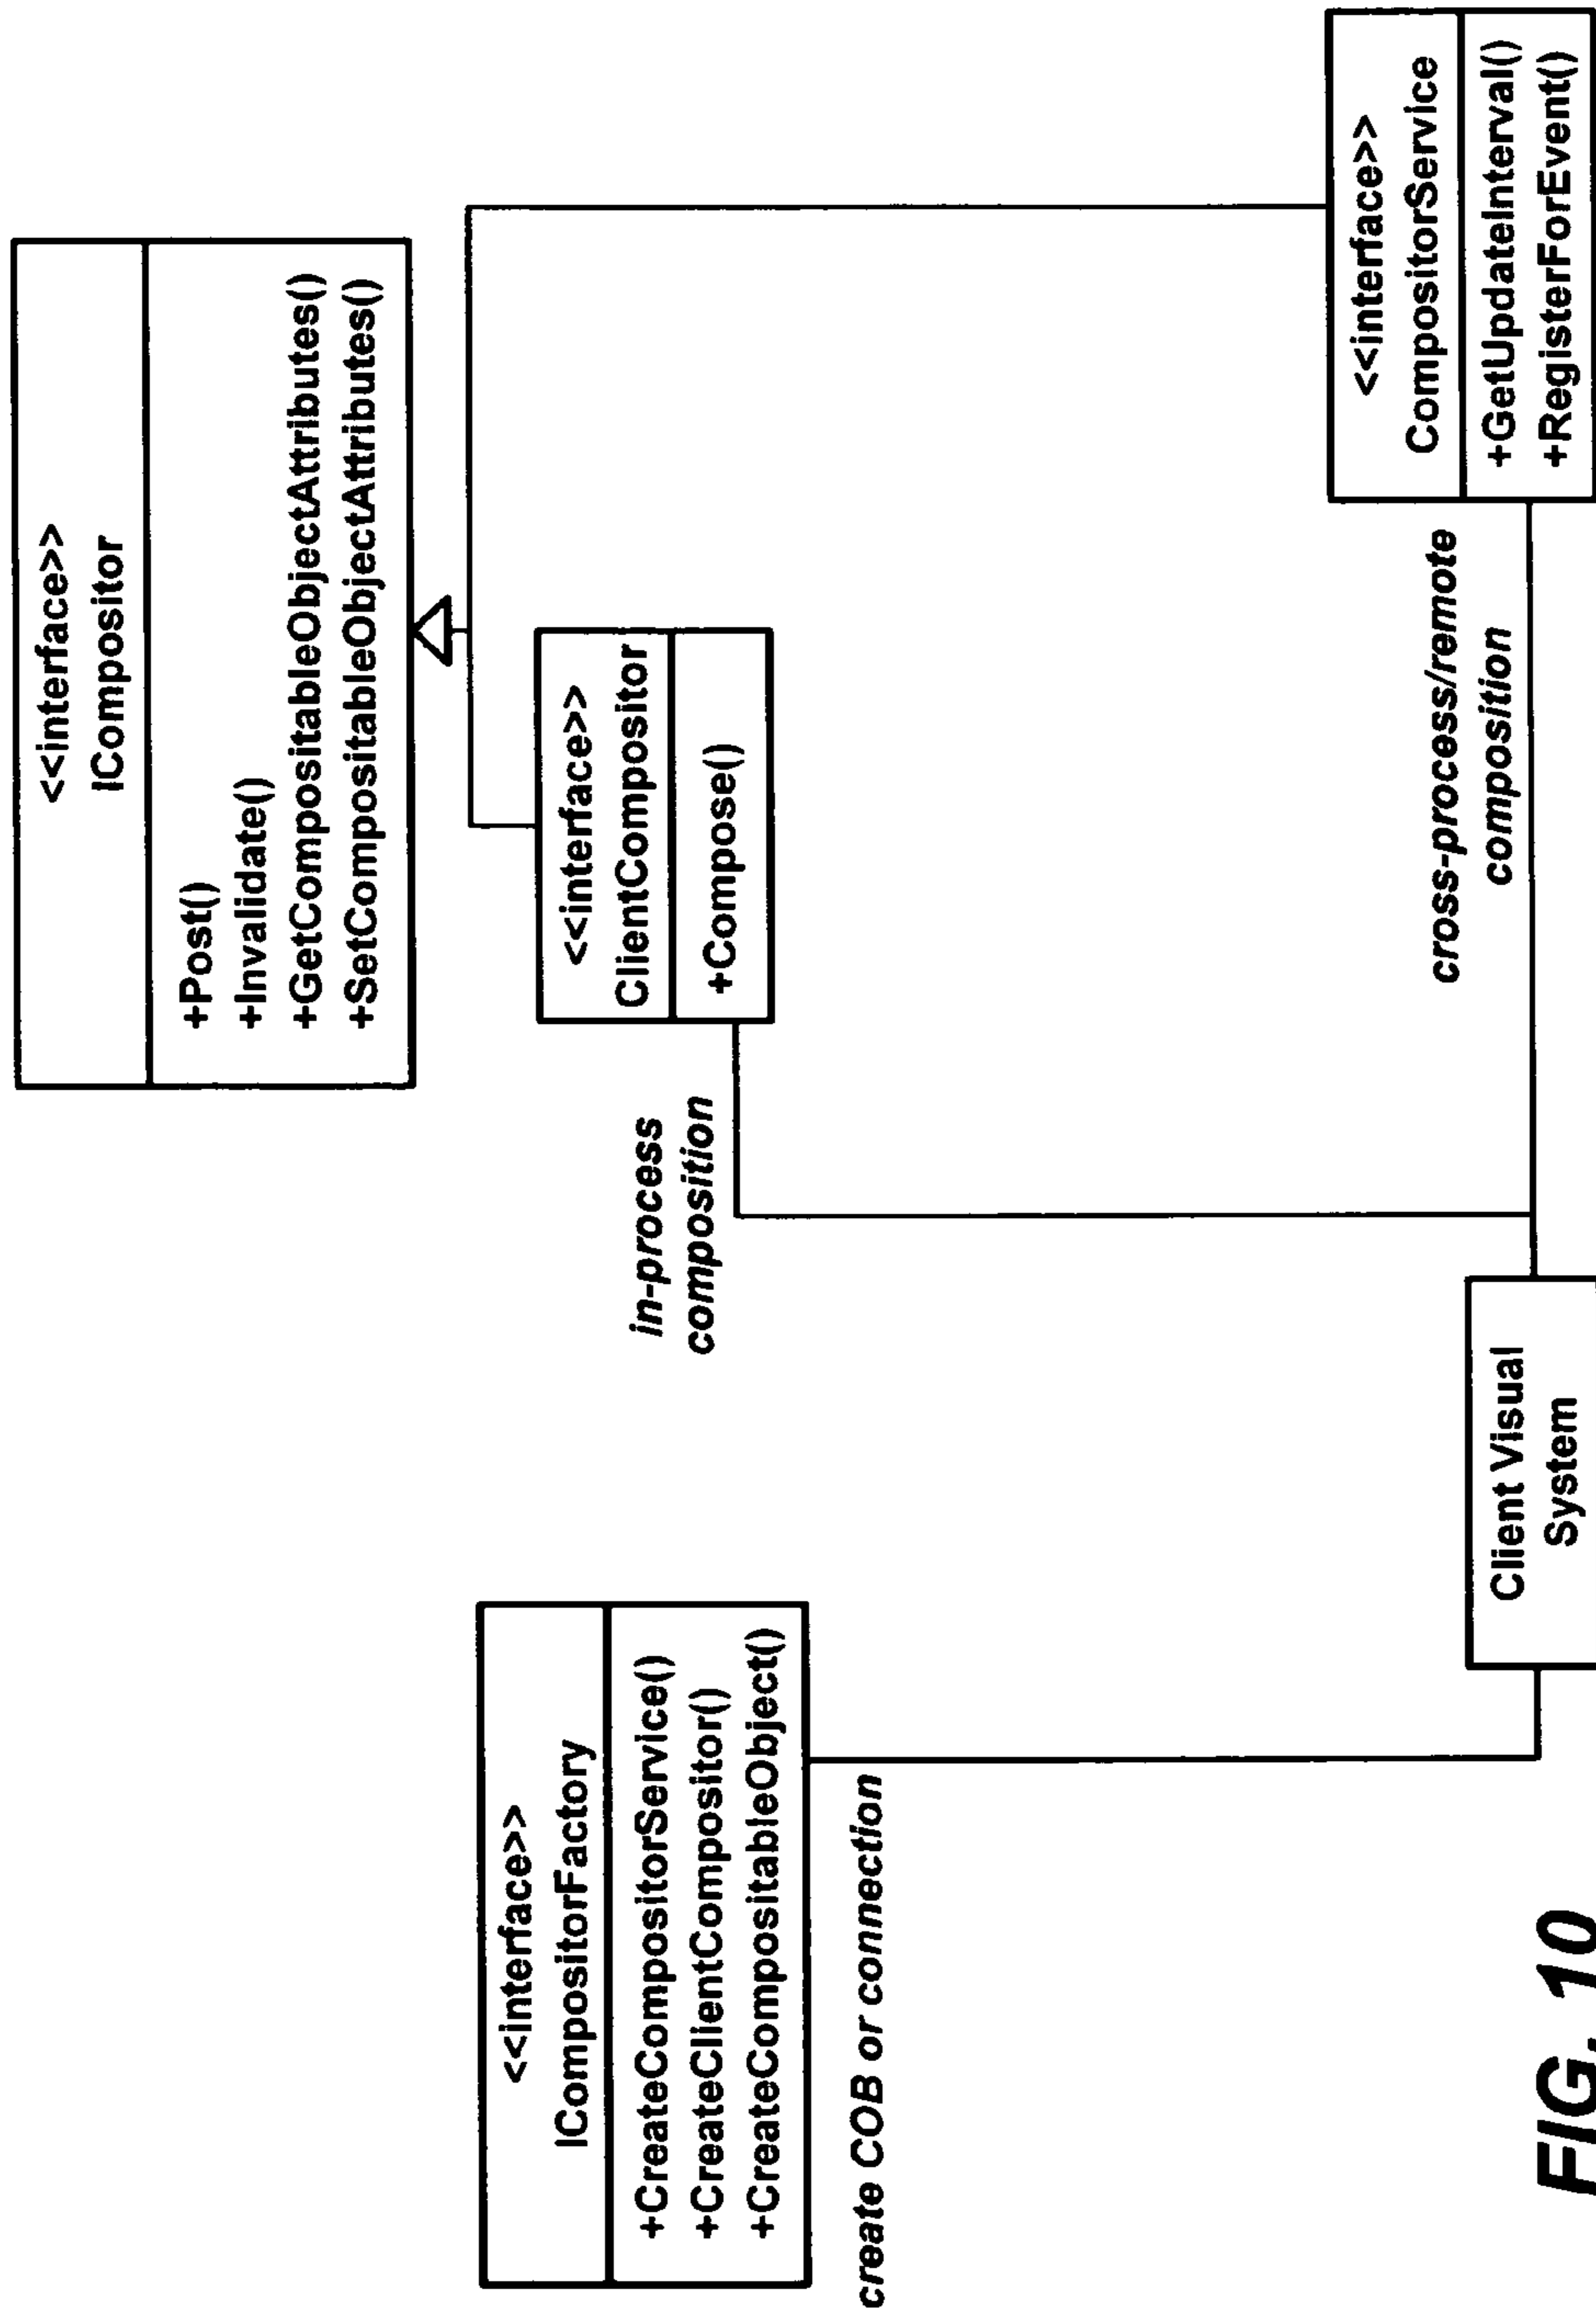 <<interface>>
ICompositor
+Post()
+Invalidate()
+GetCompositableObjectAttributes()
+SetCompositableObjectAttributes()
<<interface>>
ICompositorFactory
+CreateCompositorService()
+CreateClientCompositor()
+CreateCompositableObject()
create COB or connection
in-process
composition
<<interface>>
ClientCompositor
+Compose()
Client Visual
System
cross-process/remote
composition
<<interface>>
CompositorService
+GetUpdateInterval()
+RegisterForEvent()
FIG. 10